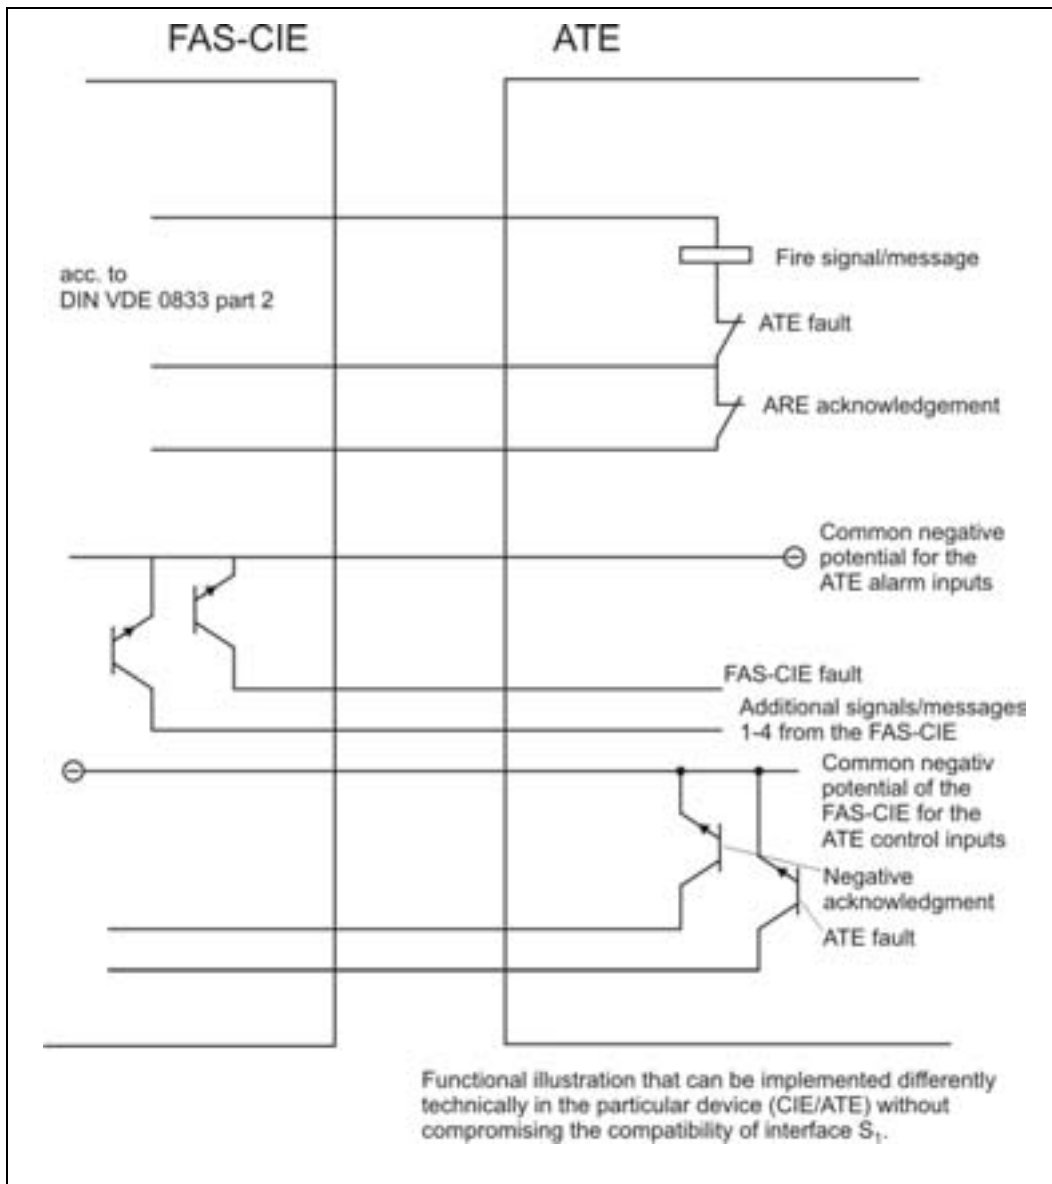 FAS-CIE
ATE
acc. to
DIN VDE 0833 part 2
Fire signal/message
ATE fault
ARE acknowledgement
Common negative
potential for the
ATE alarm inputs
FAS-CIE fault
Additional signals/messages
1-4 from the FAS-CIE
Common negativ
potential of the
FAS-CIE for the
ATE control inputs
Negative
acknowledgment
ATE fault
Functional illustration that can be implemented differently
technically in the particular device (CIE/ATE) without
compromising the compatibility of interface S₁.